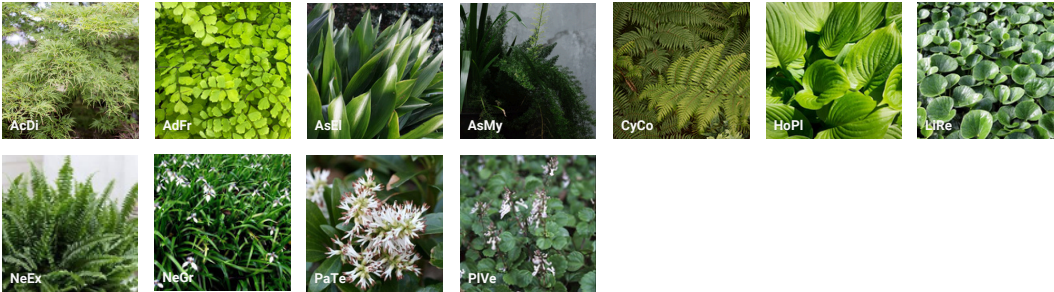 AcDi
AdFr
AsEl
AsMy
CyCo
HoPl
LiRe
NeEx
NeGr
PaTe
PlVe